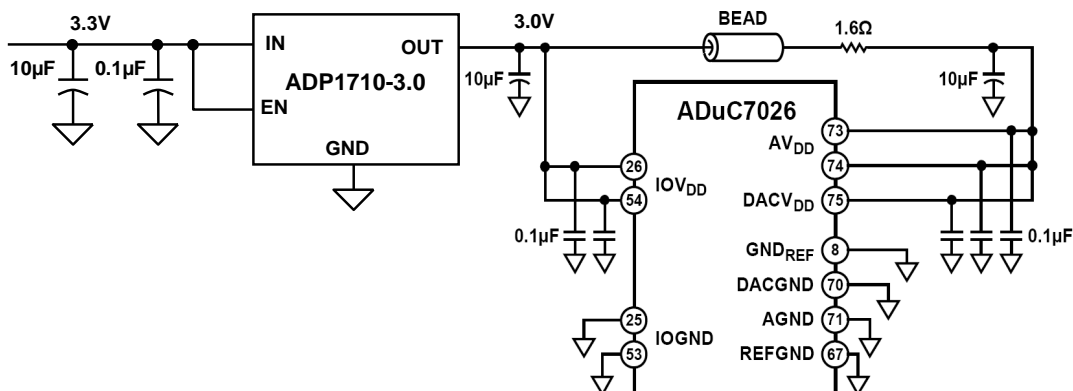 3.3V
10µF
0.1µF
IN
EN
OUT
ADP1710-3.0
GND
3.0V
10µF
BEAD
1.6Ω
10µF
ADuC7026
26
54
IOVDD
0.1µF
25
53
IOGND
AVDD
73
74
DACVDD
75
0.1µF
GNDREF
8
DACGND
70
AGND
71
REFGND
67